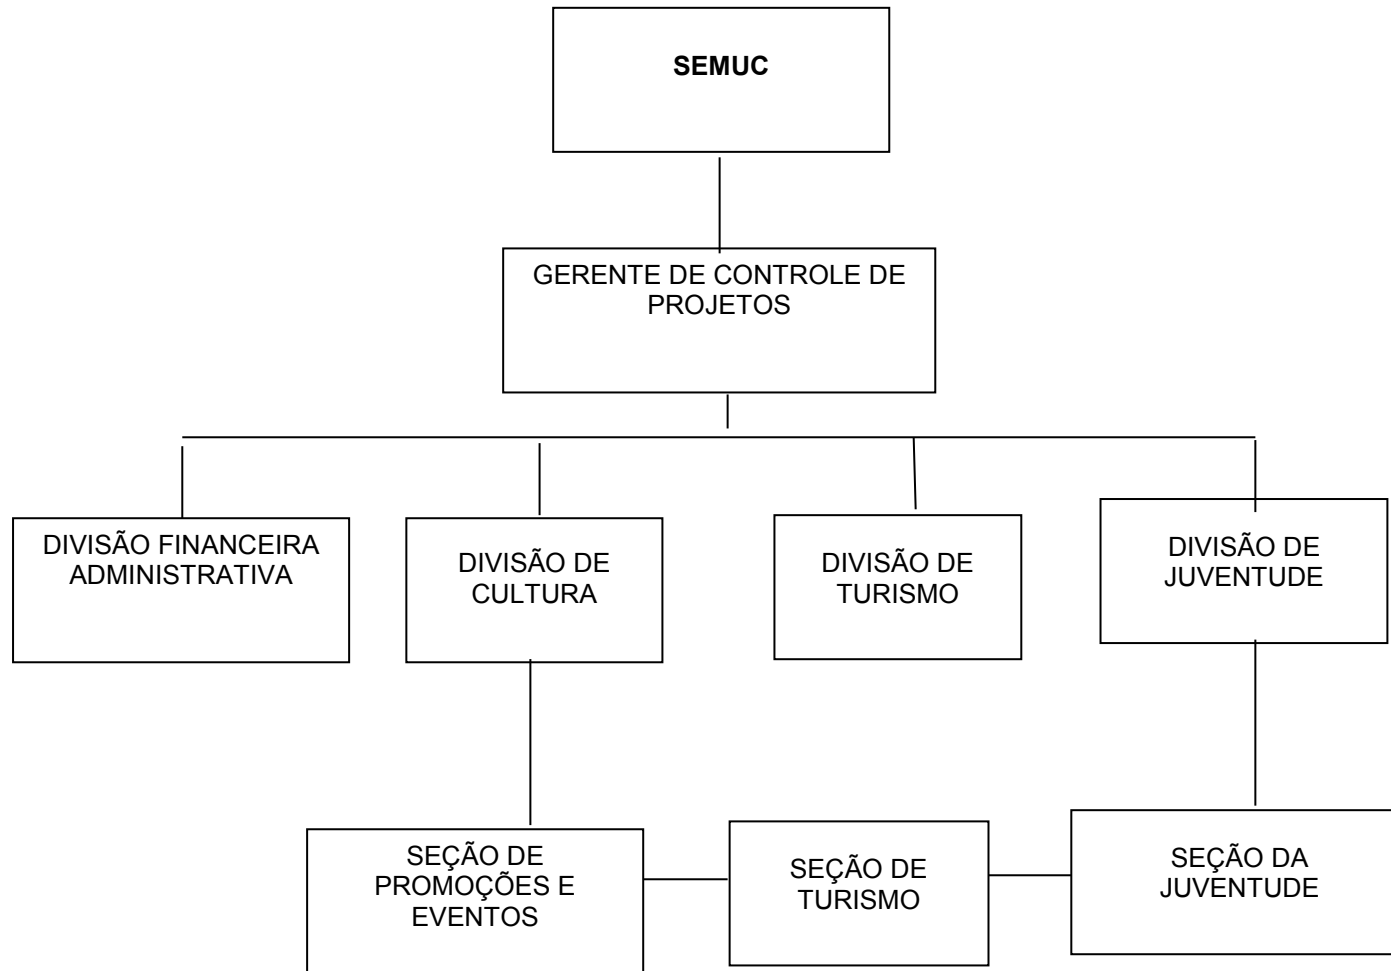 SEMUC
GERENTE DE CONTROLE DE
PROJETOS
DIVISÃO FINANCEIRA
ADMINISTRATIVA
DIVISÃO DE
CULTURA
DIVISÃO DE
TURISMO
DIVISÃO DE
JUVENTUDE
SEÇÃO DE
PROMOÇÕES E
EVENTOS
SEÇÃO DE
TURISMO
SEÇÃO DA
JUVENTUDE